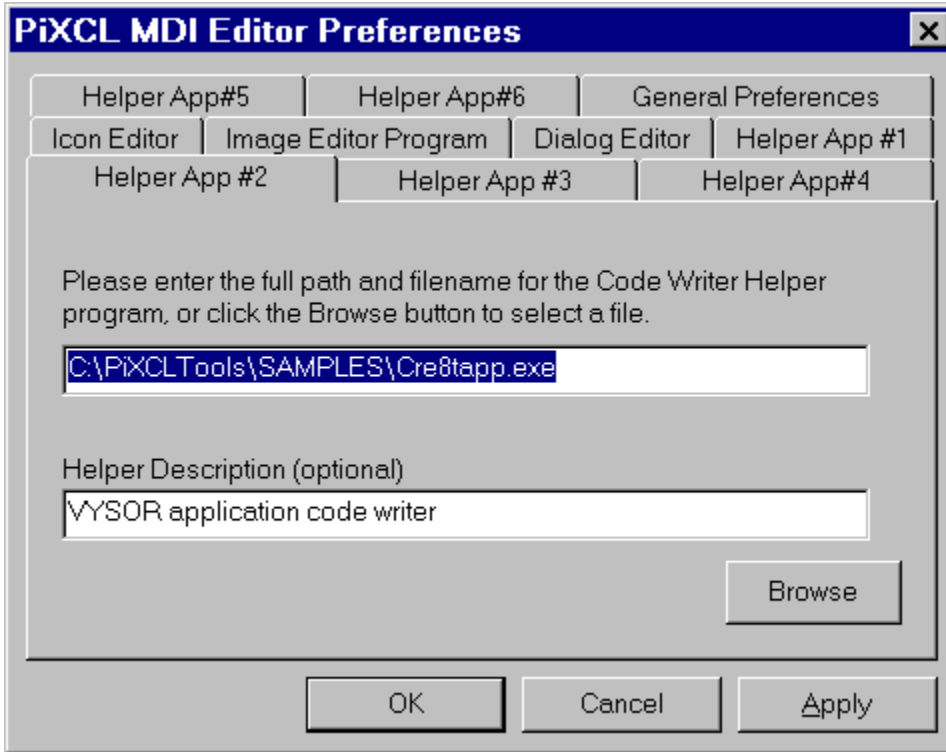 PiXCL MDI Editor Preferences
Helper App#5 Helper App#6 General Preferences
Icon Editor Image Editor Program Dialog Editor Helper App #1
Helper App #2 Helper App #3 Helper App#4
Please enter the full path and filename for the Code Writer Helper
program, or click the Browse button to select a file.
C:\PiXCLTools\SAMPLES\Cre8tapp.exe
Helper Description (optional)
VYSOR application code writer
Browse
OK Cancel Apply